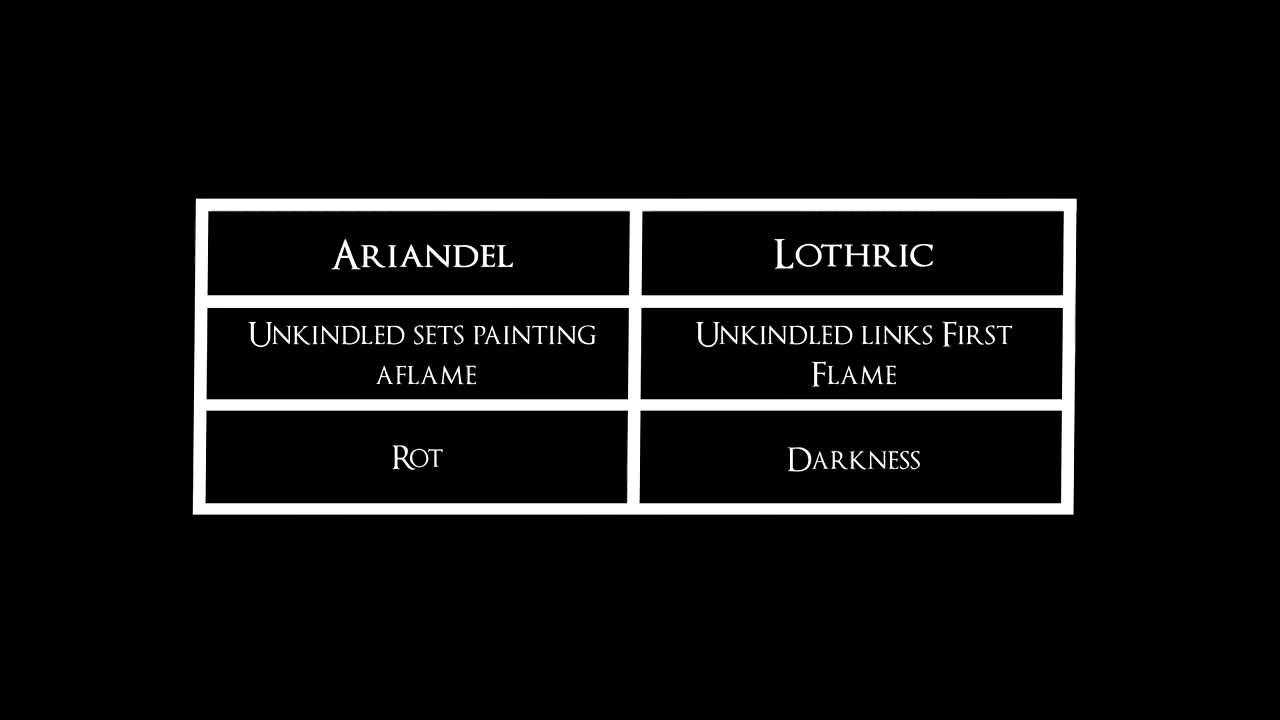 Ariandel
Lothric
Unkindled sets painting
aflame
Unkindled links First
Flame
Rot
Darkness